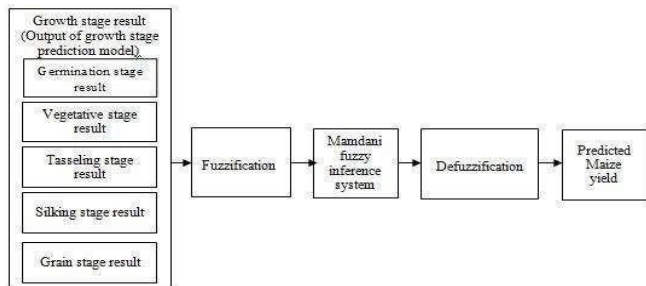 Growth stage result
(Output of growth stage
prediction model)
Germination stage
result
Vegetative stage
result
Tasseling stage
result
Silking stage result
Grain stage result
Fuzzification
Mamdani
fuzzy
inference
system
Defuzzification
Predicted
Maize
yield